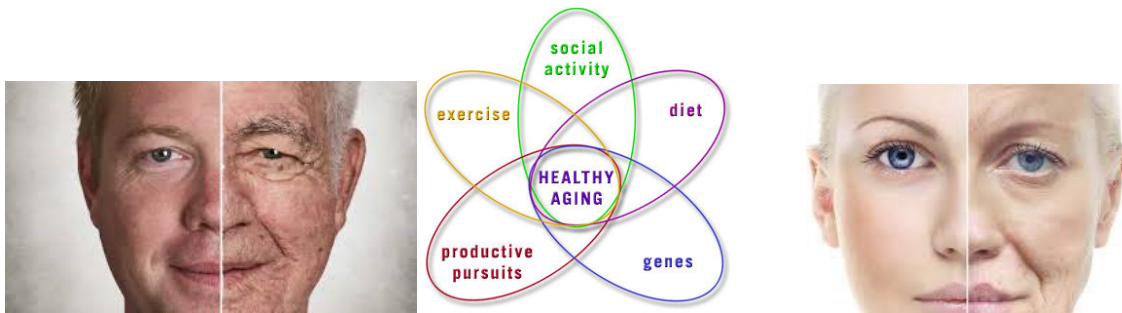 social
activity
exercise
diet
HEALTHY
AGING
productive
pursuits
genes